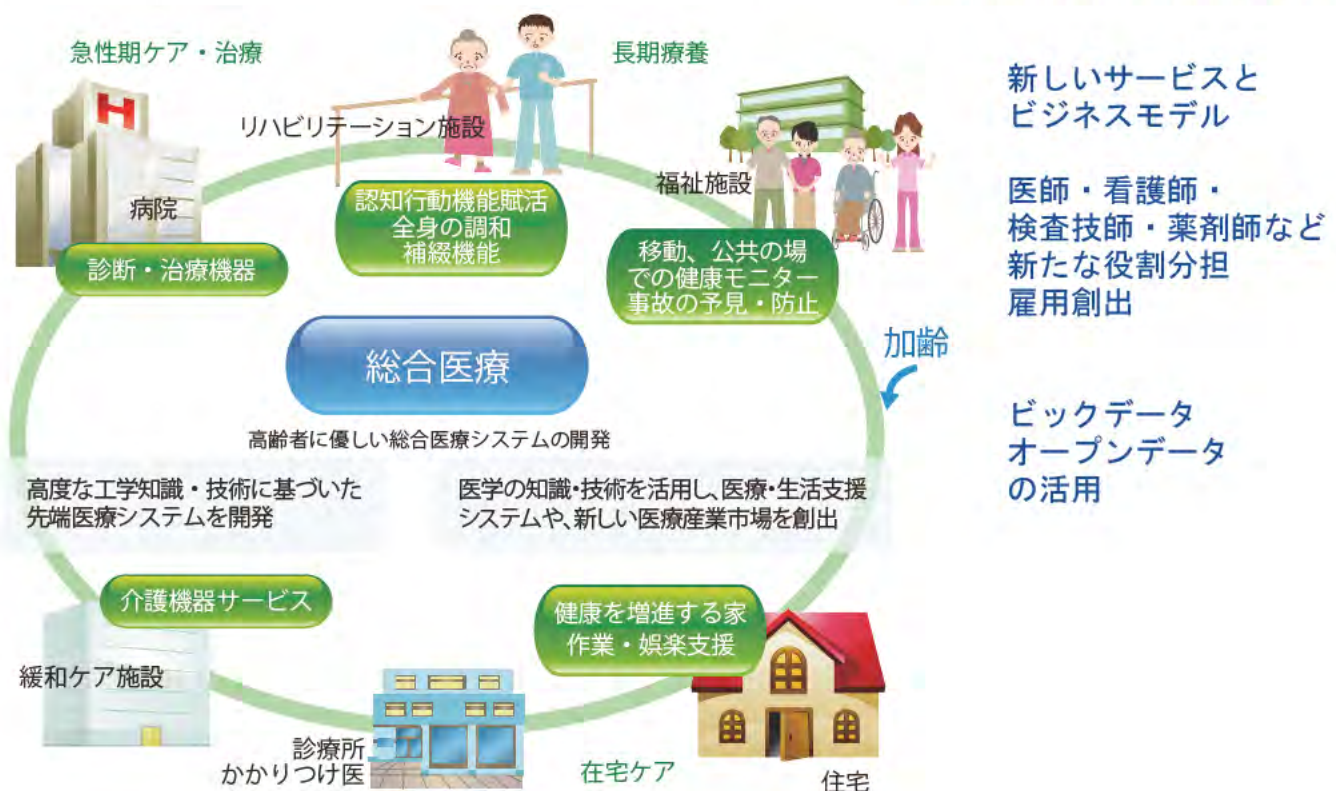 急性期ケア・治療
長期療養
H
リハビリテーション施設
病院
福祉施設
認知行動機能賦活
全身の調和
補綴機能
診断・治療機器
移動、公共の場
での健康モニター
事故の予見・防止
総合医療
加齢
高齢者に優しい総合医療システムの開発
高度な工学知識・技術に基づいた
先端医療システムを開発
医学の知識・技術を活用し、医療・生活支援
システムや、新しい医療産業市場を創出
介護機器サービス
健康を増進する家
作業・娯楽支援
緩和ケア施設
診療所
かかりつけ医
在宅ケア
住宅
新しいサービスと
ビジネスモデル
医師・看護師・
検査技師・薬剤師など
新たな役割分担
雇用創出
ビックデータ
オープンデータ
の活用